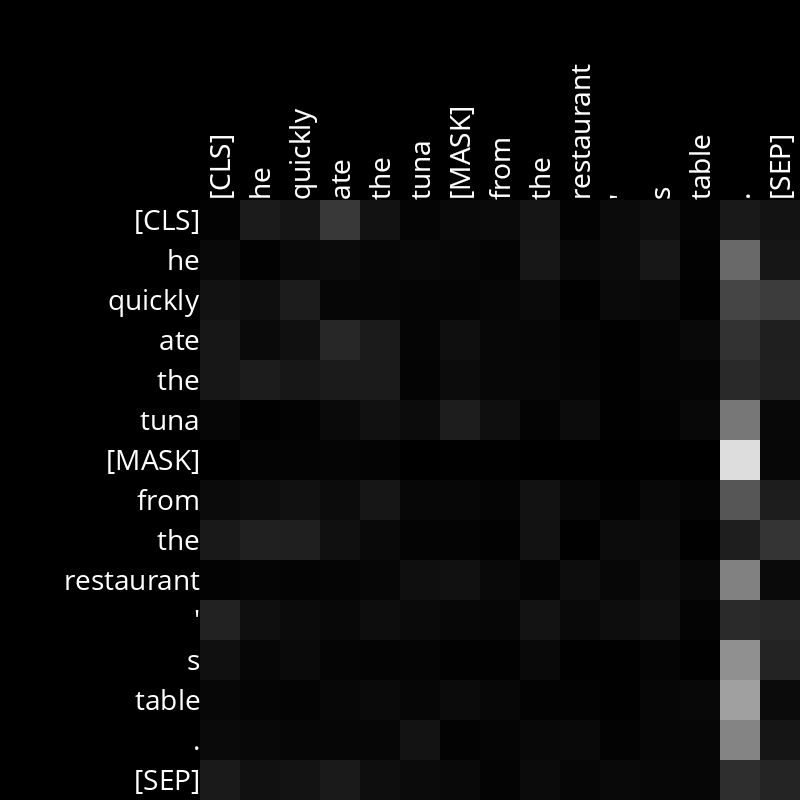 [CLS] he quickly ate the tuna [MASK] from the restaurant ' s table . [SEP]
[CLS]
he
quickly
ate
the
tuna
[MASK]
from
the
restaurant
'
s
table
.
[SEP]